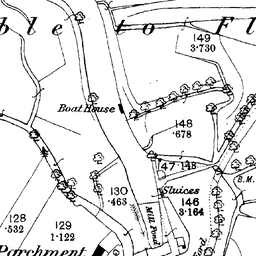 ble to Fl
149
3·730
Boat House
148
·678
147
148
Sluices
B.M.
130
·463
146
3·164
Mill Pond
128
·532
129
1·122
Parchment